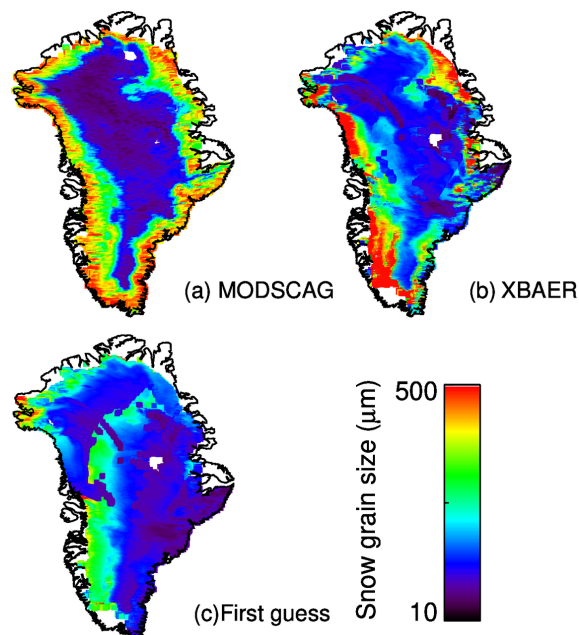 (a) MODSCAG
(b) XBAER
(c)First guess
Snow grain size (μm)
500
10